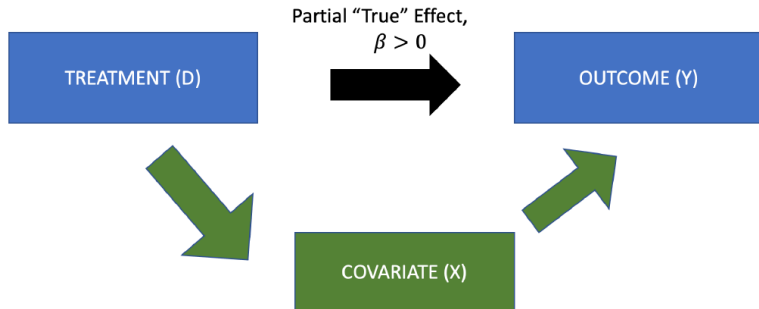 Partial “True” Effect,
𝛽 > 0
TREATMENT (D)
OUTCOME (Y)
COVARIATE (X)